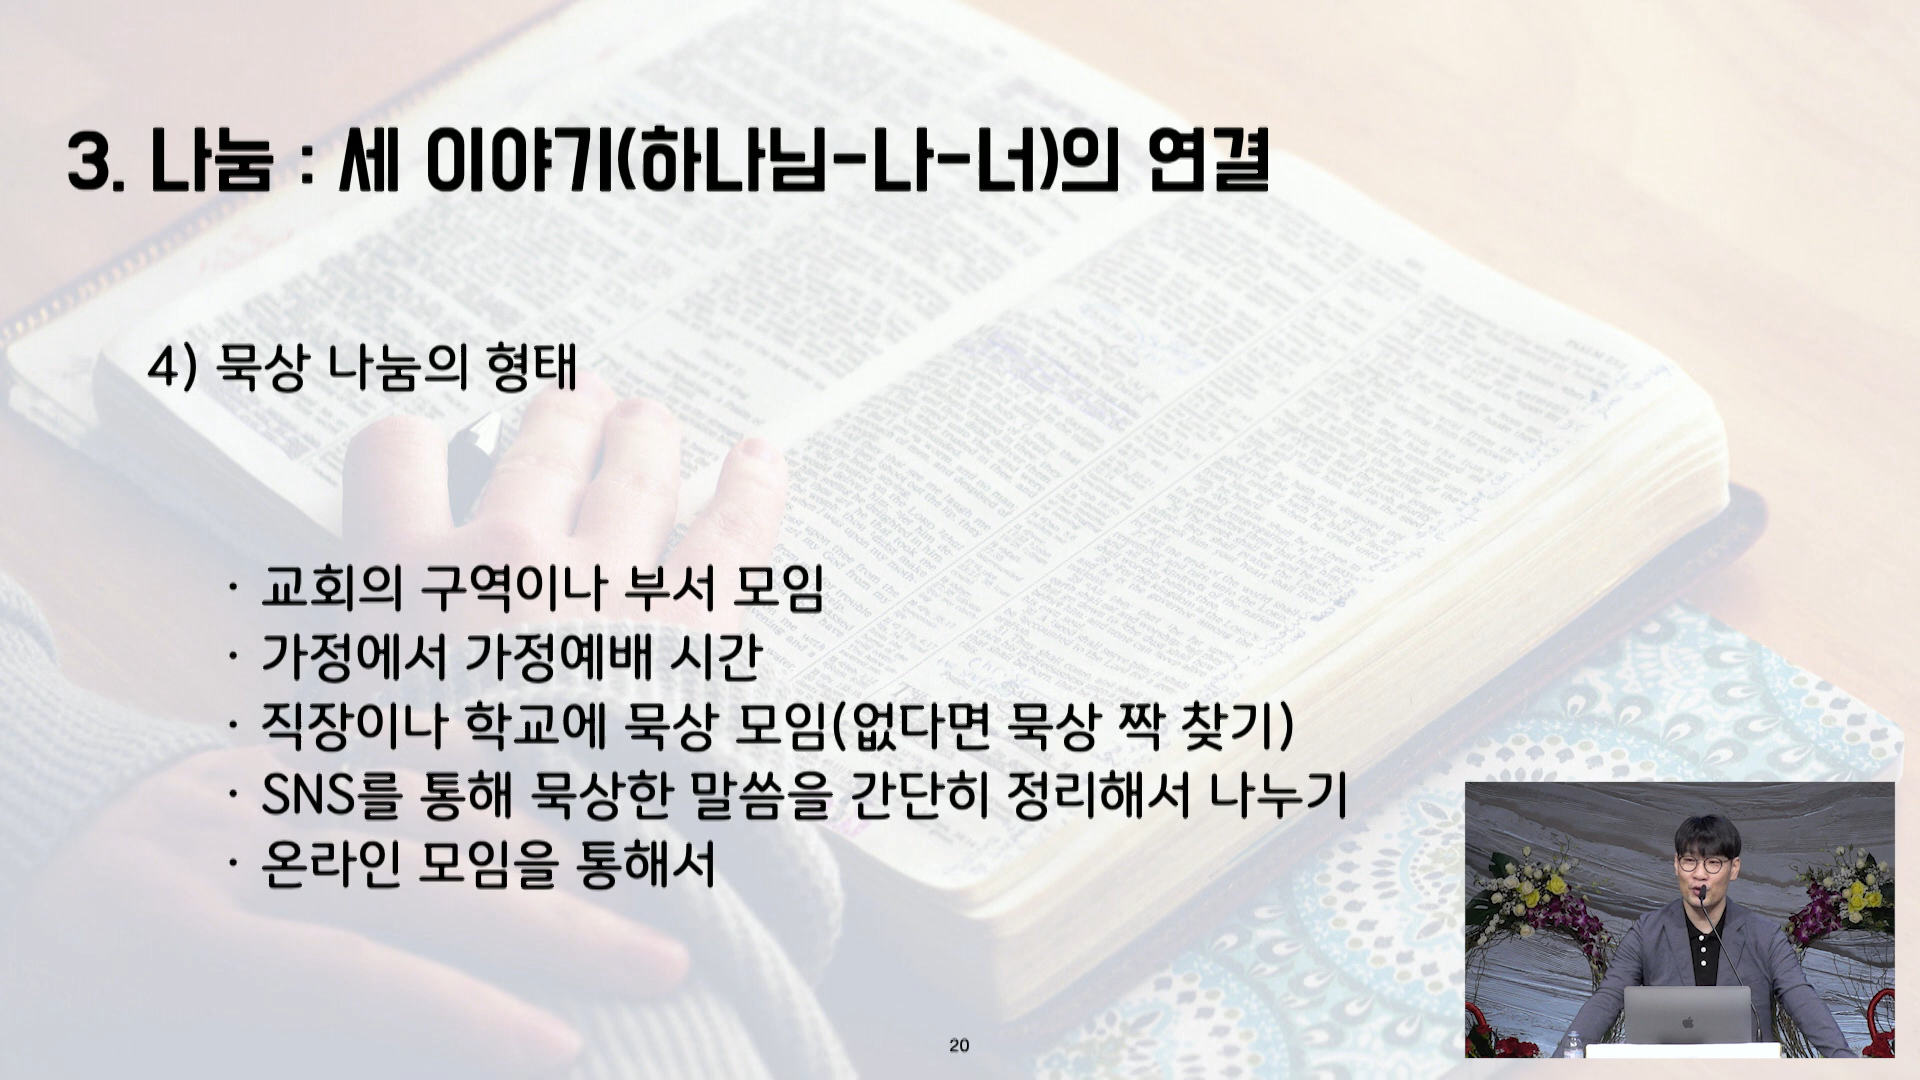 3. 나눔 : 세 이야기(하나님-나-너)의 연결
4) 묵상 나눔의 형태
· 교회의 구역이나 부서 모임
· 가정에서 가정예배 시간
· 직장이나 학교에 묵상 모임(없다면 묵상 짝 찾기)
· SNS를 통해 묵상한 말씀을 간단히 정리해서 나누기
· 온라인 모임을 통해서
20